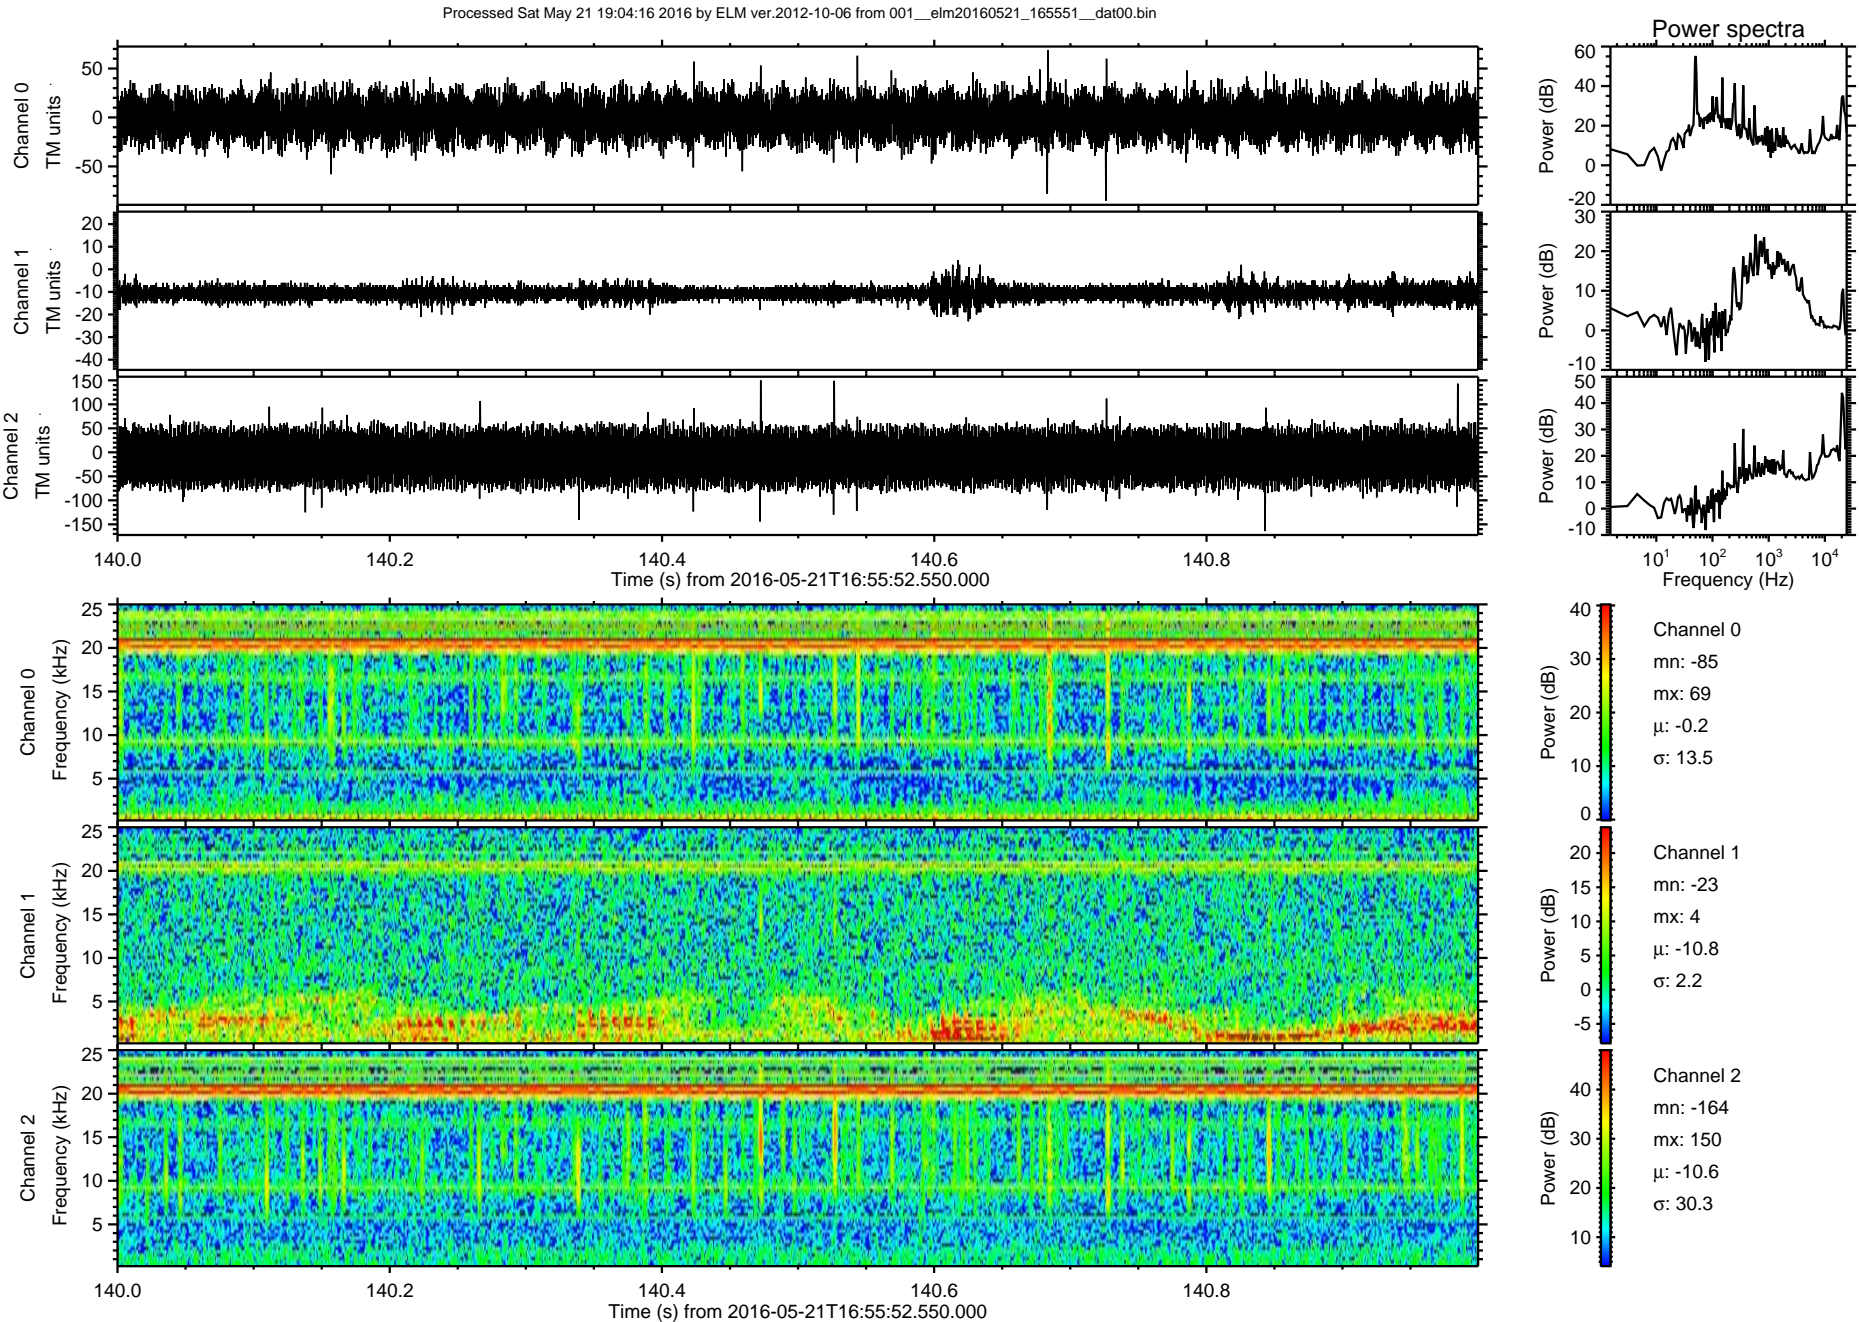 Processed Sat May 21 19:04:16 2016 by ELM ver.2012-10-06 from 001__elm20160521_165551__dat00.bin
Power spectra
Channel 0
TM units
50
0
-50
Power (dB)
60
40
20
0
-20
Channel 1
TM units
20
10
0
-10
-20
-30
-40
Power (dB)
30
20
10
0
-10
Channel 2
TM units
150
100
50
0
-50
-100
-150
Power (dB)
50
40
30
20
10
0
-10
140.0 140.2 140.4 140.6 140.8
Time (s) from 2016-05-21T16:55:52.550.000
10¹ 10² 10³ 10⁴
Frequency (Hz)
Channel 0
Frequency (kHz)
25
20
15
10
5
Power (dB)
40
30
20
10
0
Channel 0
mn: -85
mx: 69
μ: -0.2
σ: 13.5
Channel 1
Frequency (kHz)
25
20
15
10
5
Power (dB)
20
15
10
5
0
-5
Channel 1
mn: -23
mx: 4
μ: -10.8
σ: 2.2
Channel 2
Frequency (kHz)
25
20
15
10
5
Power (dB)
40
30
20
10
Channel 2
mn: -164
mx: 150
μ: -10.6
σ: 30.3
140.0 140.2 140.4 140.6 140.8
Time (s) from 2016-05-21T16:55:52.550.000